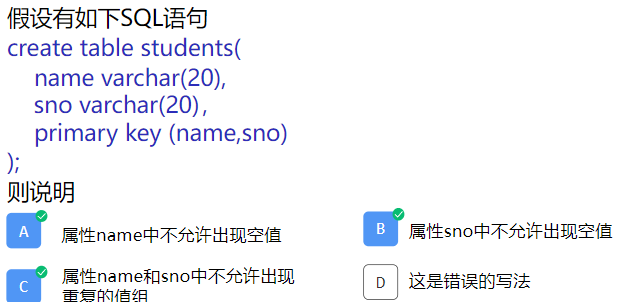 假设有如下SQL语句
create table students(
name varchar(20),
sno varchar(20),
primary key (name,sno)
);
则说明
A 属性name中不允许出现空值
B 属性sno中不允许出现空值
C 属性name和sno中不允许出现
重复的值组
D 这是错误的写法